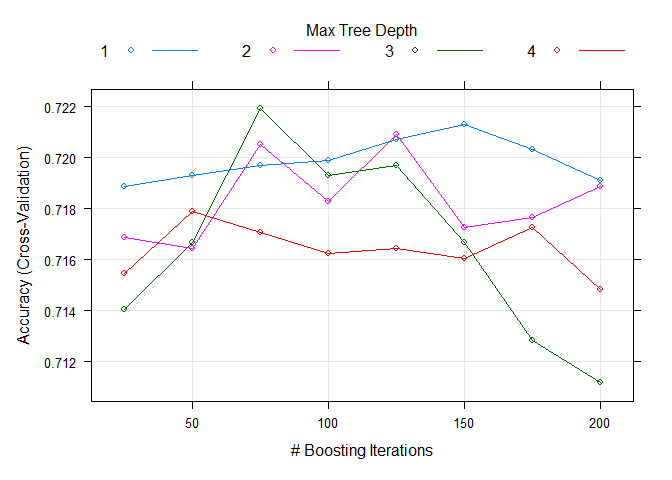 Max Tree Depth
1 2 3 4
Accuracy (Cross-Validation)
0.722
0.720
0.718
0.716
0.714
0.712
50 100 150 200
# Boosting Iterations